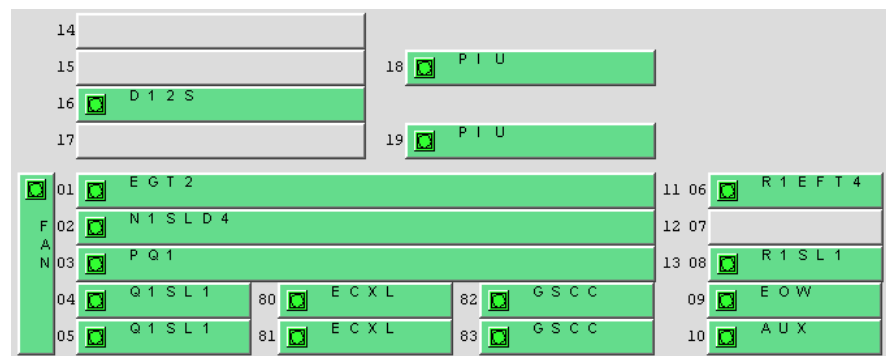 14
15
18 P I U
16 D 1 2 S
17
19 P I U
01 E G T 2 11 06 R 1 E F T 4
F A N
02 N 1 S L D 4 12 07
03 P Q 1 13 08 R 1 S L 1
04 Q 1 S L 1 80 E C X L 82 G S C C 09 E O W
05 Q 1 S L 1 81 E C X L 83 G S C C 10 A U X